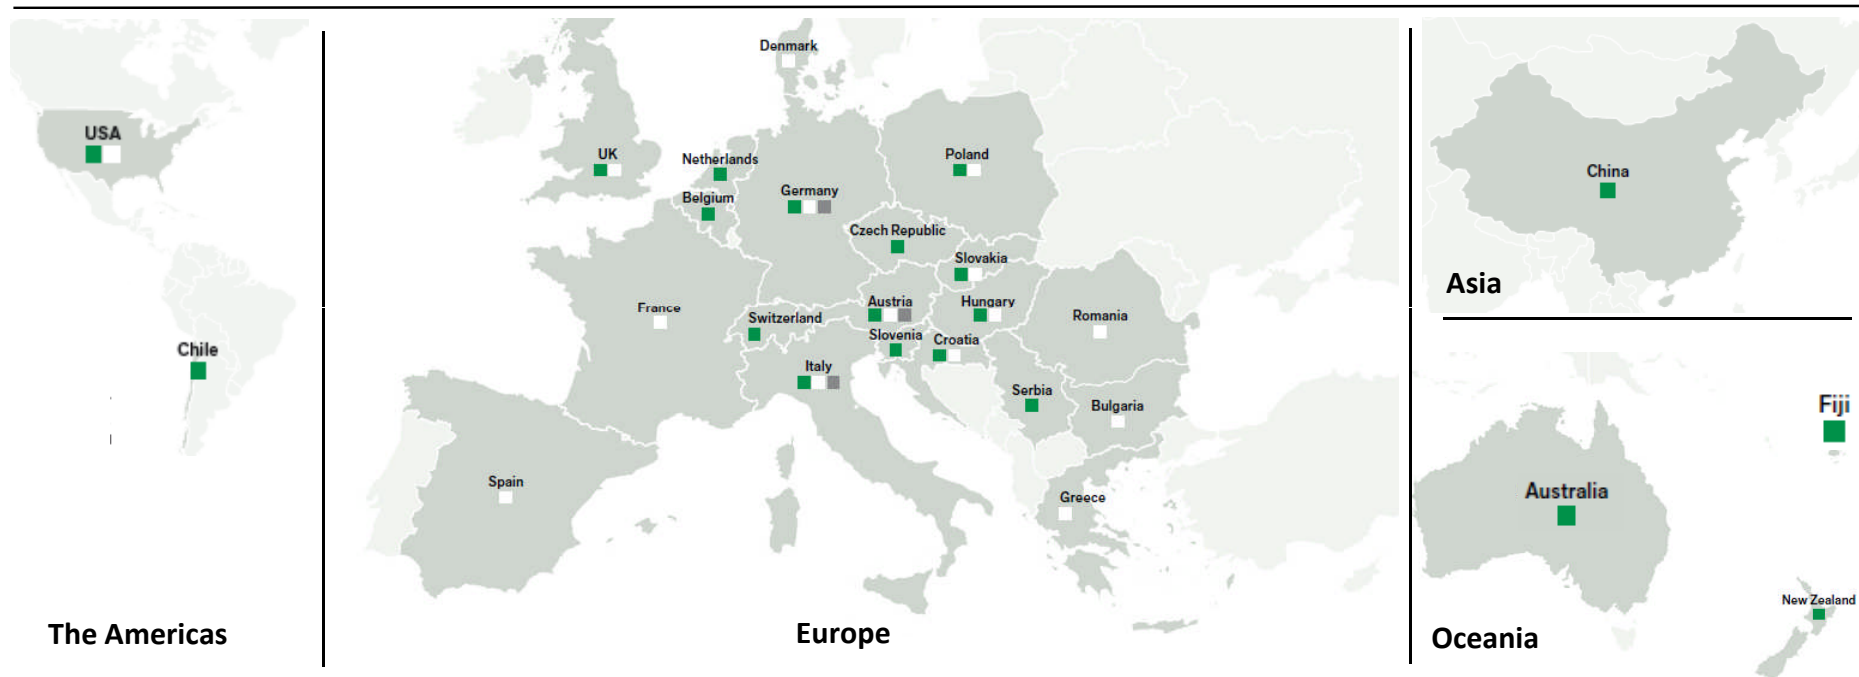 USA
Chile
The Americas
Denmark
UK
Netherlands
Poland
Germany
Belgium
Czech Republic
Slovakia
France
Switzerland
Austria
Hungary
Romania
Slovenia
Croatia
Italy
Serbia
Bulgaria
Spain
Greece
Europe
China
Asia
Fiji
Australia
New Zealand
Oceania